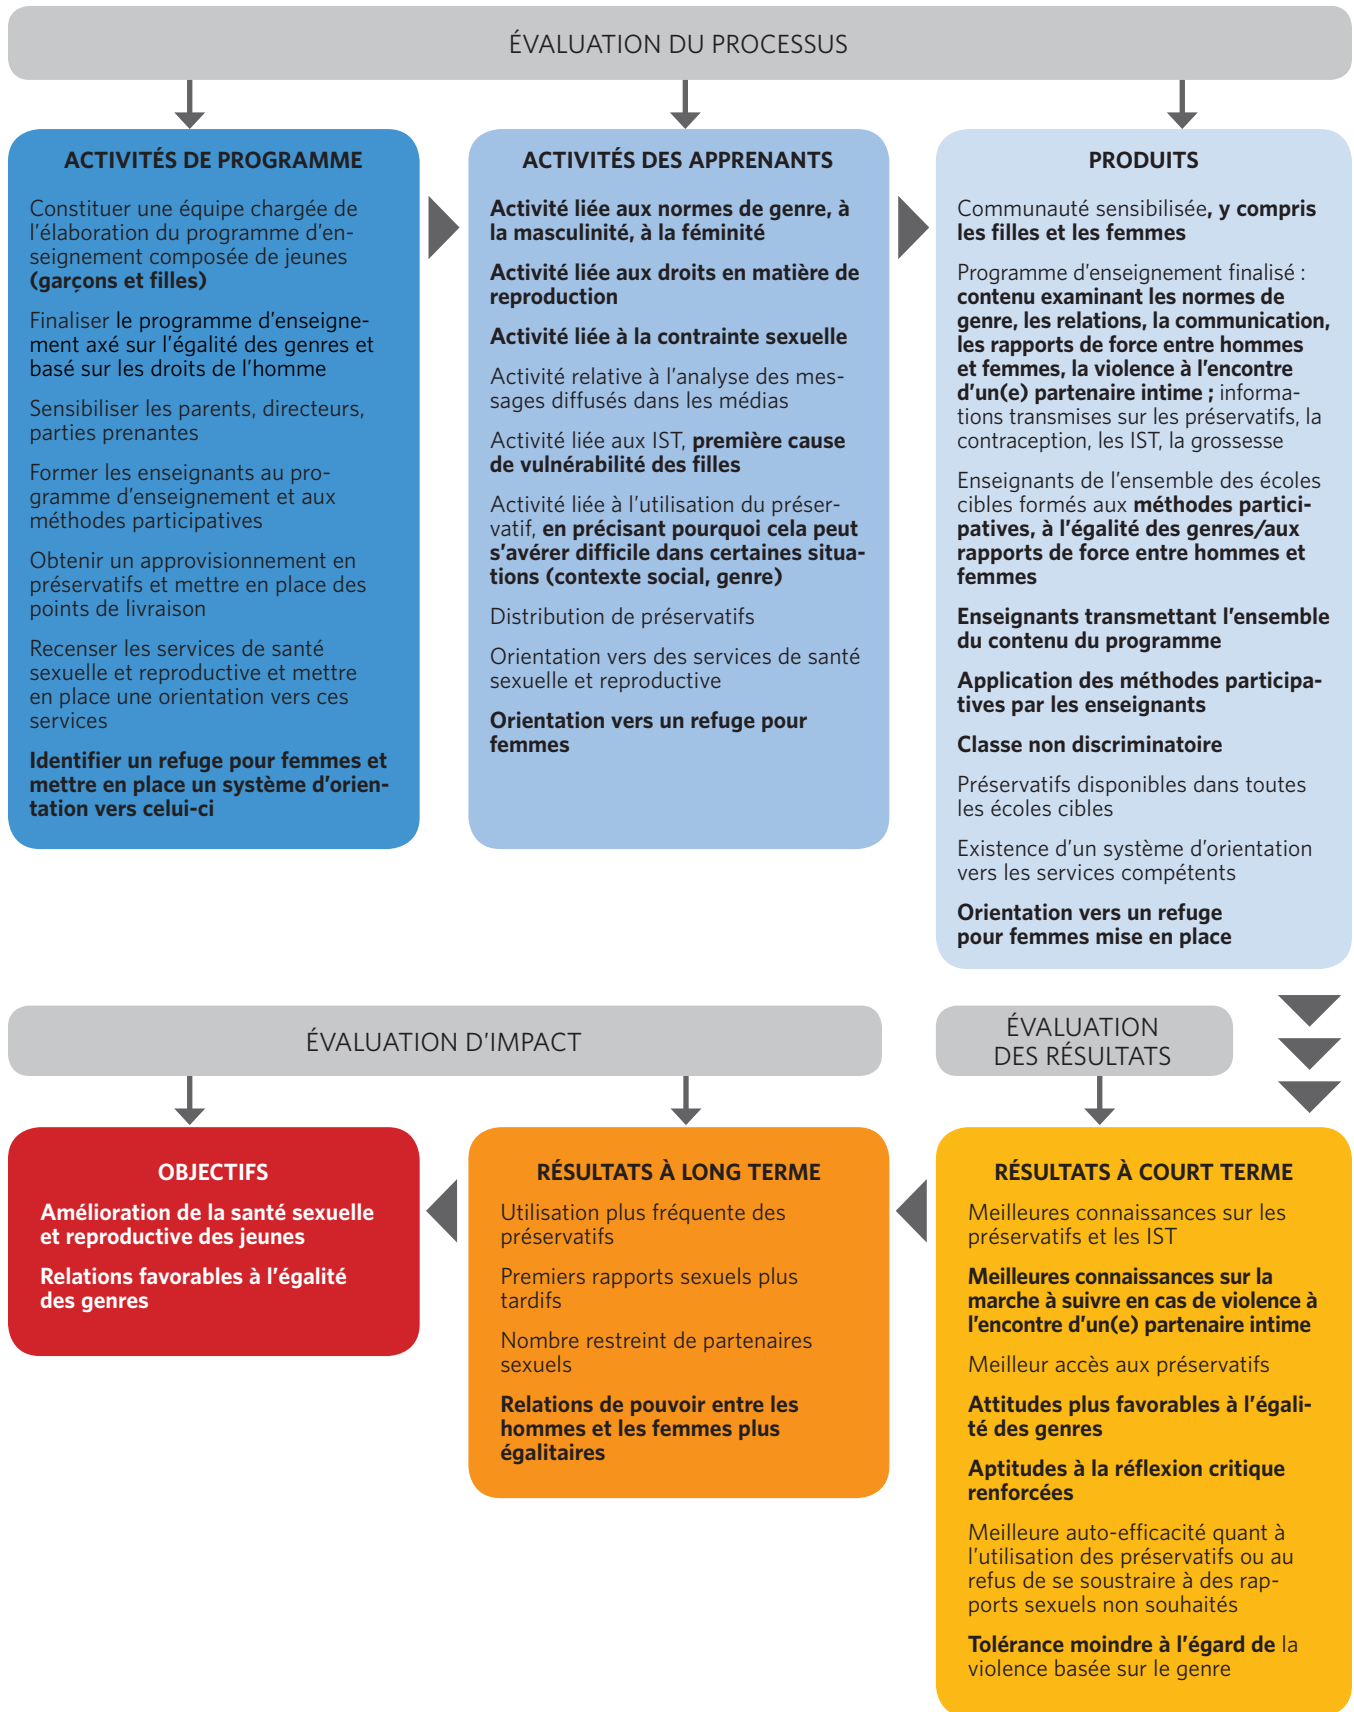 ÉVALUATION DU PROCESSUS
ACTIVITÉS DE PROGRAMME
Constituer une équipe chargée de
l'élaboration du programme d'en-
seignement composée de jeunes
(garçons et filles)
Finaliser le programme d'enseigne-
ment axé sur l'égalité des genres et
basé sur les droits de l'homme
Sensibiliser les parents, directeurs,
parties prenantes
Former les enseignants au pro-
gramme d'enseignement et aux
méthodes participatives
Obtenir un approvisionnement en
préservatifs et mettre en place des
points de livraison
Recenser les services de santé
sexuelle et reproductive et mettre
en place une orientation vers ces
services
Identifier un refuge pour femmes et
mettre en place un système d'orien-
tation vers celui-ci
ACTIVITÉS DES APPRENANTS
Activité liée aux normes de genre, à
la masculinité, à la féminité
Activité liée aux droits en matière de
reproduction
Activité liée à la contrainte sexuelle
Activité relative à l'analyse des mes-
sages diffusés dans les médias
Activité liée aux IST, première cause
de vulnérabilité des filles
Activité liée à l'utilisation du préser-
vatif, en précisant pourquoi cela peut
s'avérer difficile dans certaines situa-
tions (contexte social, genre)
Distribution de préservatifs
Orientation vers des services de santé
sexuelle et reproductive
Orientation vers un refuge pour
femmes
PRODUITS
Communauté sensibilisée, y compris
les filles et les femmes
Programme d'enseignement finalisé :
contenu examinant les normes de
genre, les relations, la communication,
les rapports de force entre hommes
et femmes, la violence à l'encontre
d'un(e) partenaire intime ; informa-
tions transmises sur les préservatifs, la
contraception, les IST, la grossesse
Enseignants de l'ensemble des écoles
cibles formés aux méthodes partici-
patives, à l'égalité des genres/aux
rapports de force entre hommes et
femmes
Enseignants transmettant l'ensemble
du contenu du programme
Application des méthodes participa-
tives par les enseignants
Classe non discriminatoire
Préservatifs disponibles dans toutes
les écoles cibles
Existence d'un système d'orientation
vers les services compétents
Orientation vers un refuge
pour femmes mise en place
ÉVALUATION D'IMPACT
ÉVALUATION
DES RÉSULTATS
OBJECTIFS
Amélioration de la santé sexuelle
et reproductive des jeunes
Relations favorables à l'égalité
des genres
RÉSULTATS À LONG TERME
Utilisation plus fréquente des
préservatifs
Premiers rapports sexuels plus
tardifs
Nombre restreint de partenaires
sexuels
Relations de pouvoir entre les
hommes et les femmes plus
égalitaires
RÉSULTATS À COURT TERME
Meilleures connaissances sur les
préservatifs et les IST
Meilleures connaissances sur la
marche à suivre en cas de violence à
l'encontre d'un(e) partenaire intime
Meilleur accès aux préservatifs
Attitudes plus favorables à l'égali-
té des genres
Aptitudes à la réflexion critique
renforcées
Meilleure auto-efficacité quant à
l'utilisation des préservatifs ou au
refus de se soustraire à des rap-
ports sexuels non souhaités
Tolérance moindre à l'égard de la
violence basée sur le genre